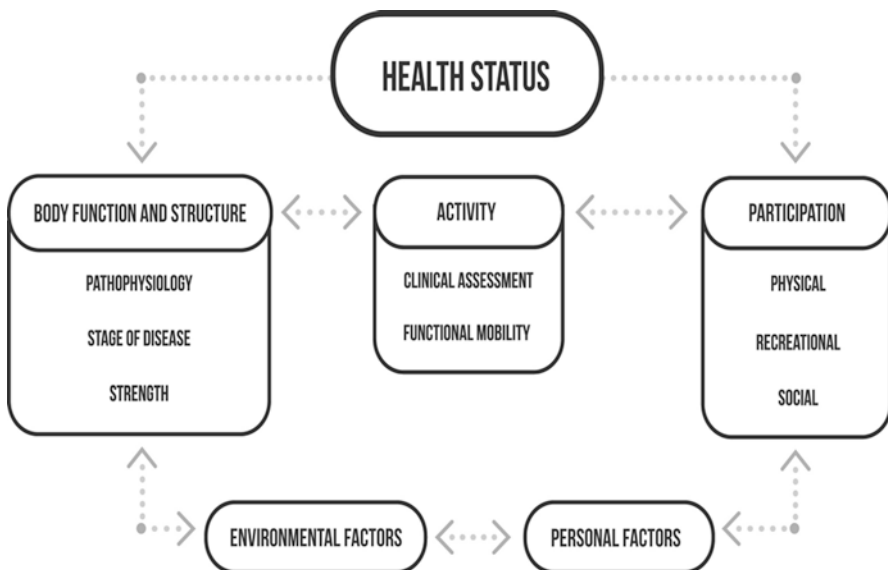 HEALTH STATUS
BODY FUNCTION AND STRUCTURE
PATHOPHYSIOLOGY
STAGE OF DISEASE
STRENGTH
ACTIVITY
CLINICAL ASSESSMENT
FUNCTIONAL MOBILITY
PARTICIPATION
PHYSICAL
RECREATIONAL
SOCIAL
ENVIRONMENTAL FACTORS
PERSONAL FACTORS